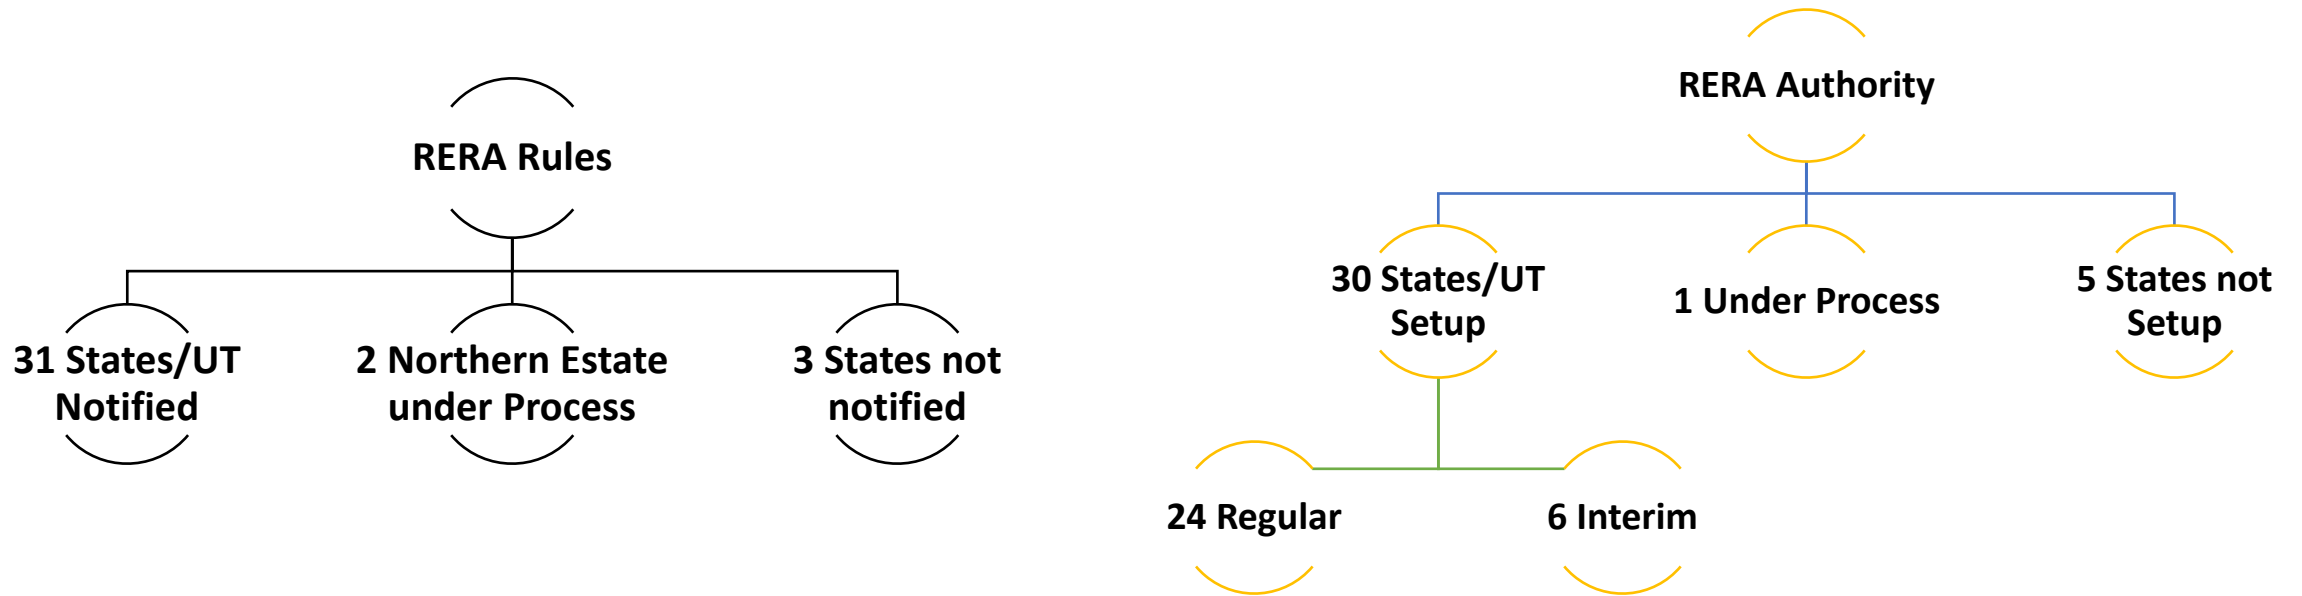 RERA Rules
31 States/UT
Notified
2 Northern Estate
under Process
3 States not
notified
RERA Authority
30 States/UT
Setup
1 Under Process
5 States not
Setup
24 Regular
6 Interim